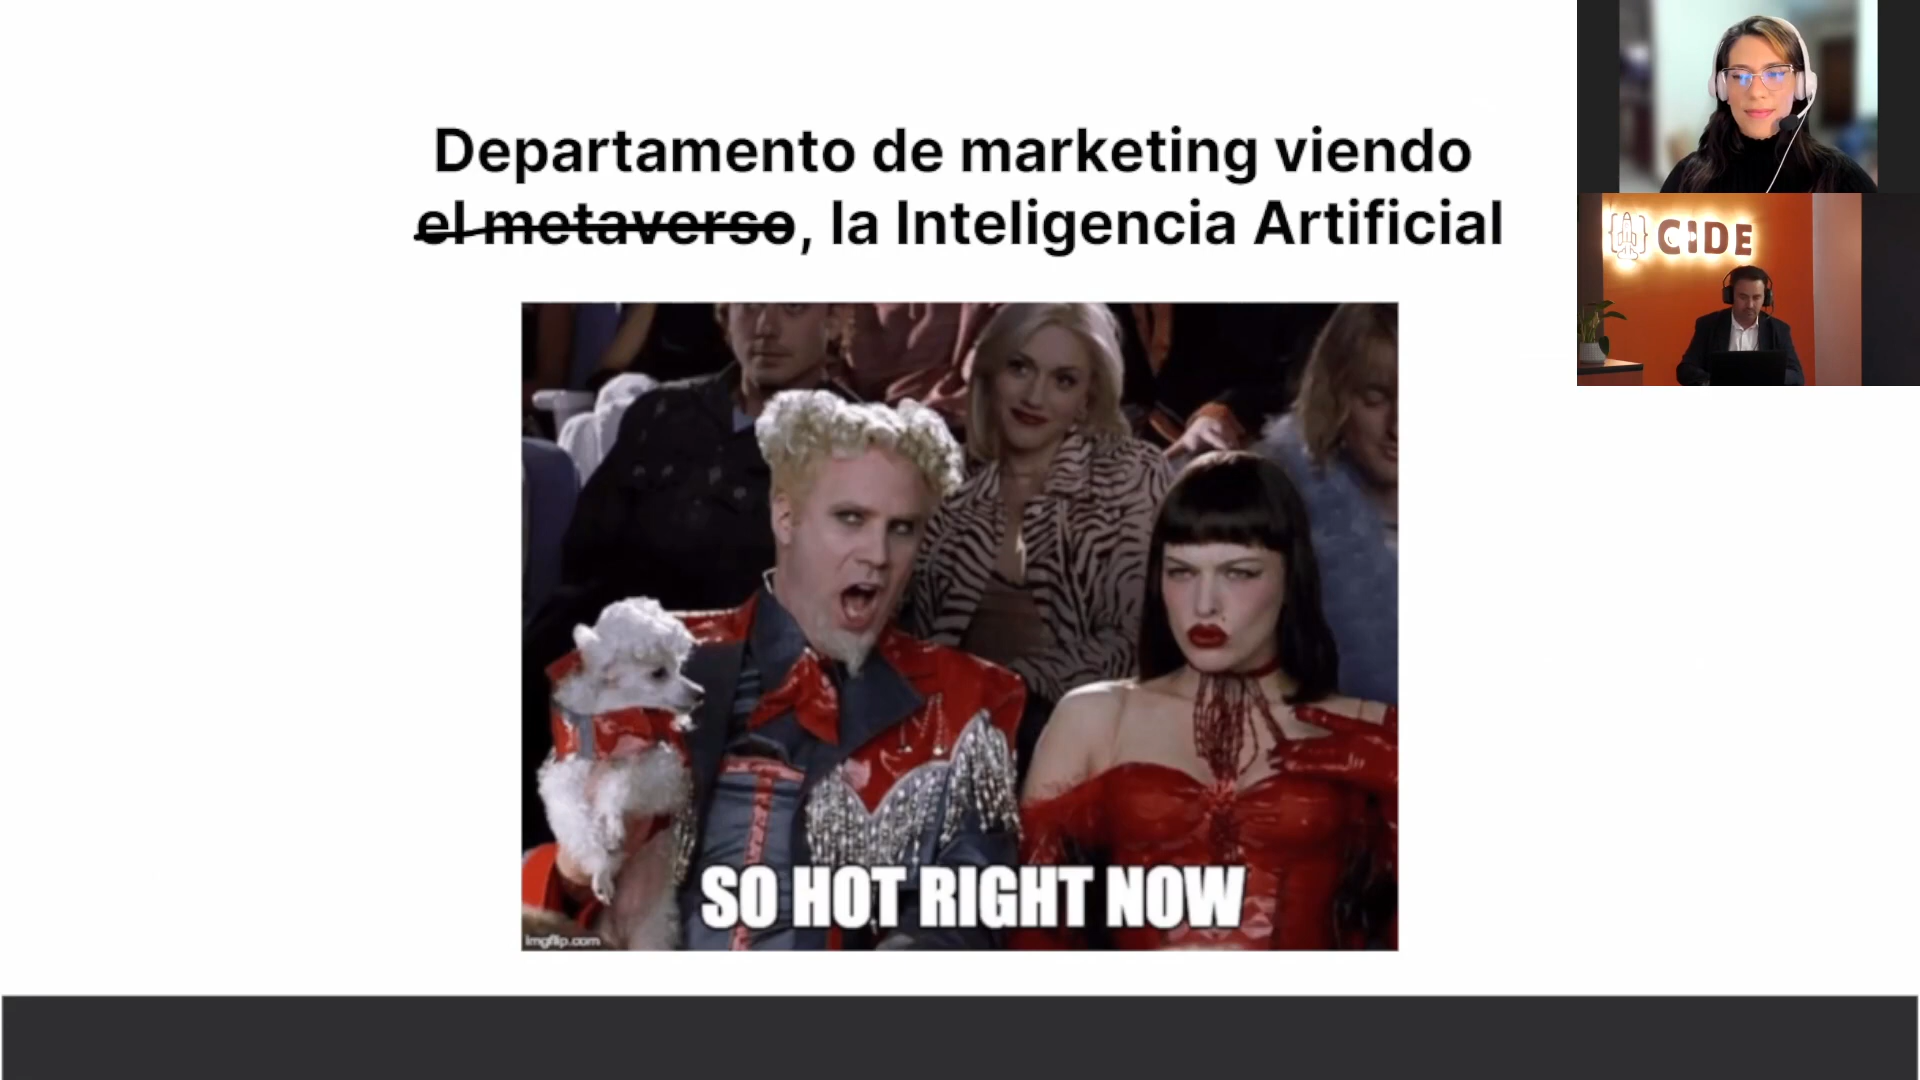 Departamento de marketing viendo
el metaverso, la Inteligencia Artificial
CIDE
SO HOT RIGHT NOW
imgflip.com